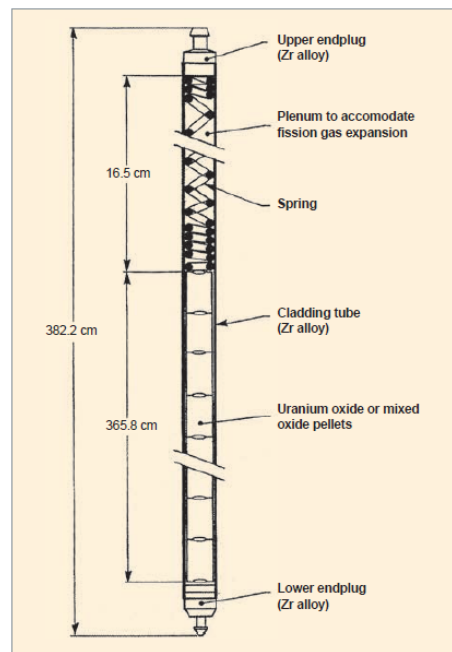 Upper endplug
(Zr alloy)
Plenum to accomodate
fission gas expansion
16.5 cm
Spring
Cladding tube
(Zr alloy)
382.2 cm
Uranium oxide or mixed
oxide pellets
365.8 cm
Lower endplug
(Zr alloy)